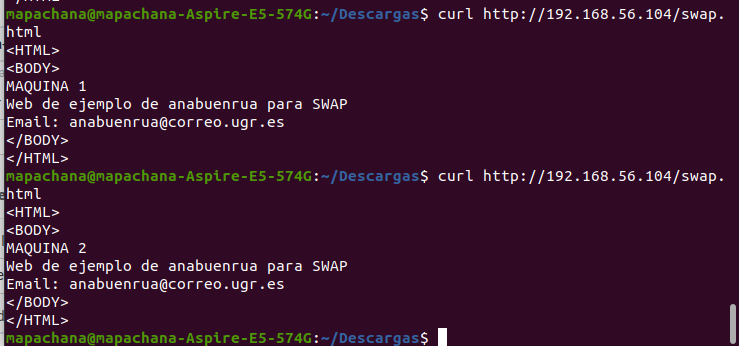 </HTML>
mapachana@mapachana-Aspire-E5-574G:~/Descargas$ curl http://192.168.56.104/swap.
html
<HTML>
<BODY>
MAQUINA 1
Web de ejemplo de anabuenrua para SWAP
Email: anabuenrua@correo.ugr.es
</BODY>
</HTML>
mapachana@mapachana-Aspire-E5-574G:~/Descargas$ curl http://192.168.56.104/swap.
html
<HTML>
<BODY>
MAQUINA 2
Web de ejemplo de anabuenrua para SWAP
Email: anabuenrua@correo.ugr.es
</BODY>
</HTML>
mapachana@mapachana-Aspire-E5-574G:~/Descargas$